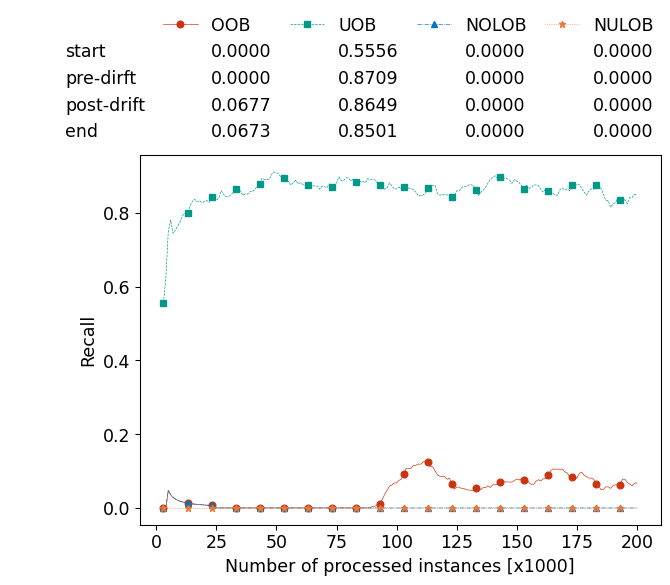 OOB UOB NOLOB NULOB
start 0.0000 0.5556 0.0000 0.0000
pre-dirft 0.0000 0.8709 0.0000 0.0000
post-drift 0.0677 0.8649 0.0000 0.0000
end 0.0673 0.8501 0.0000 0.0000
0.8
0.6
0.4
0.2
0.0
Recall
0 25 50 75 100 125 150 175 200
Number of processed instances [x1000]